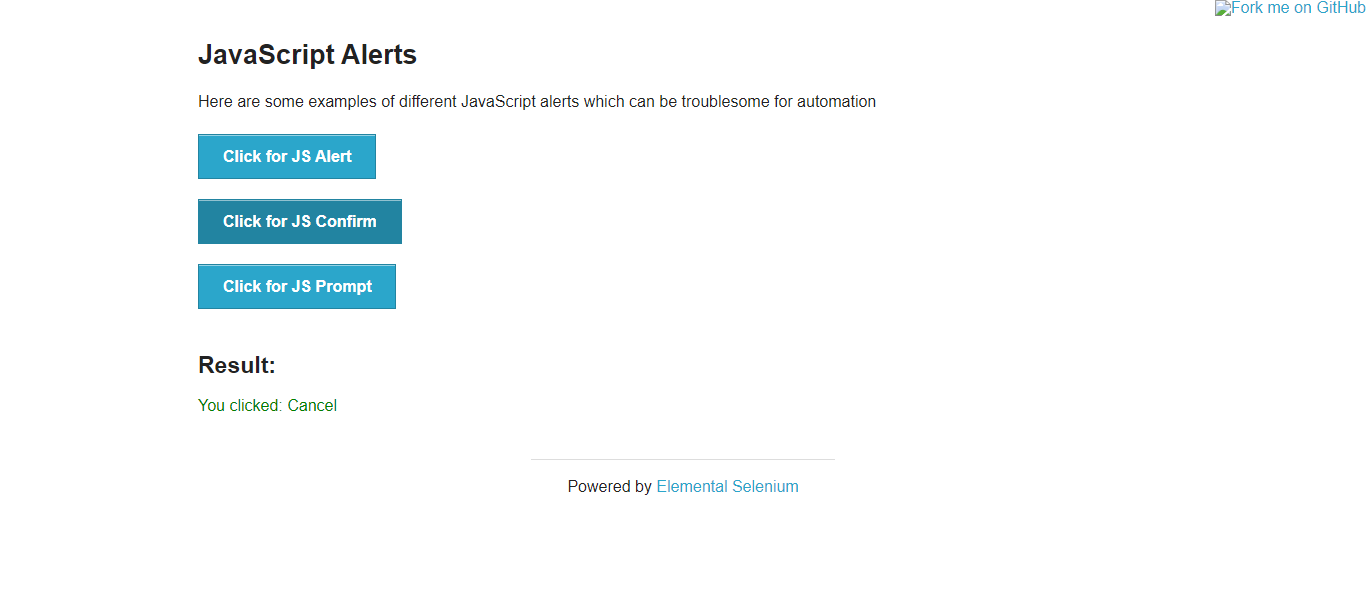 Fork me on GitHub
JavaScript Alerts
Here are some examples of different JavaScript alerts which can be troublesome for automation
Click for JS Alert
Click for JS Confirm
Click for JS Prompt
Result:
You clicked: Cancel
Powered by Elemental Selenium